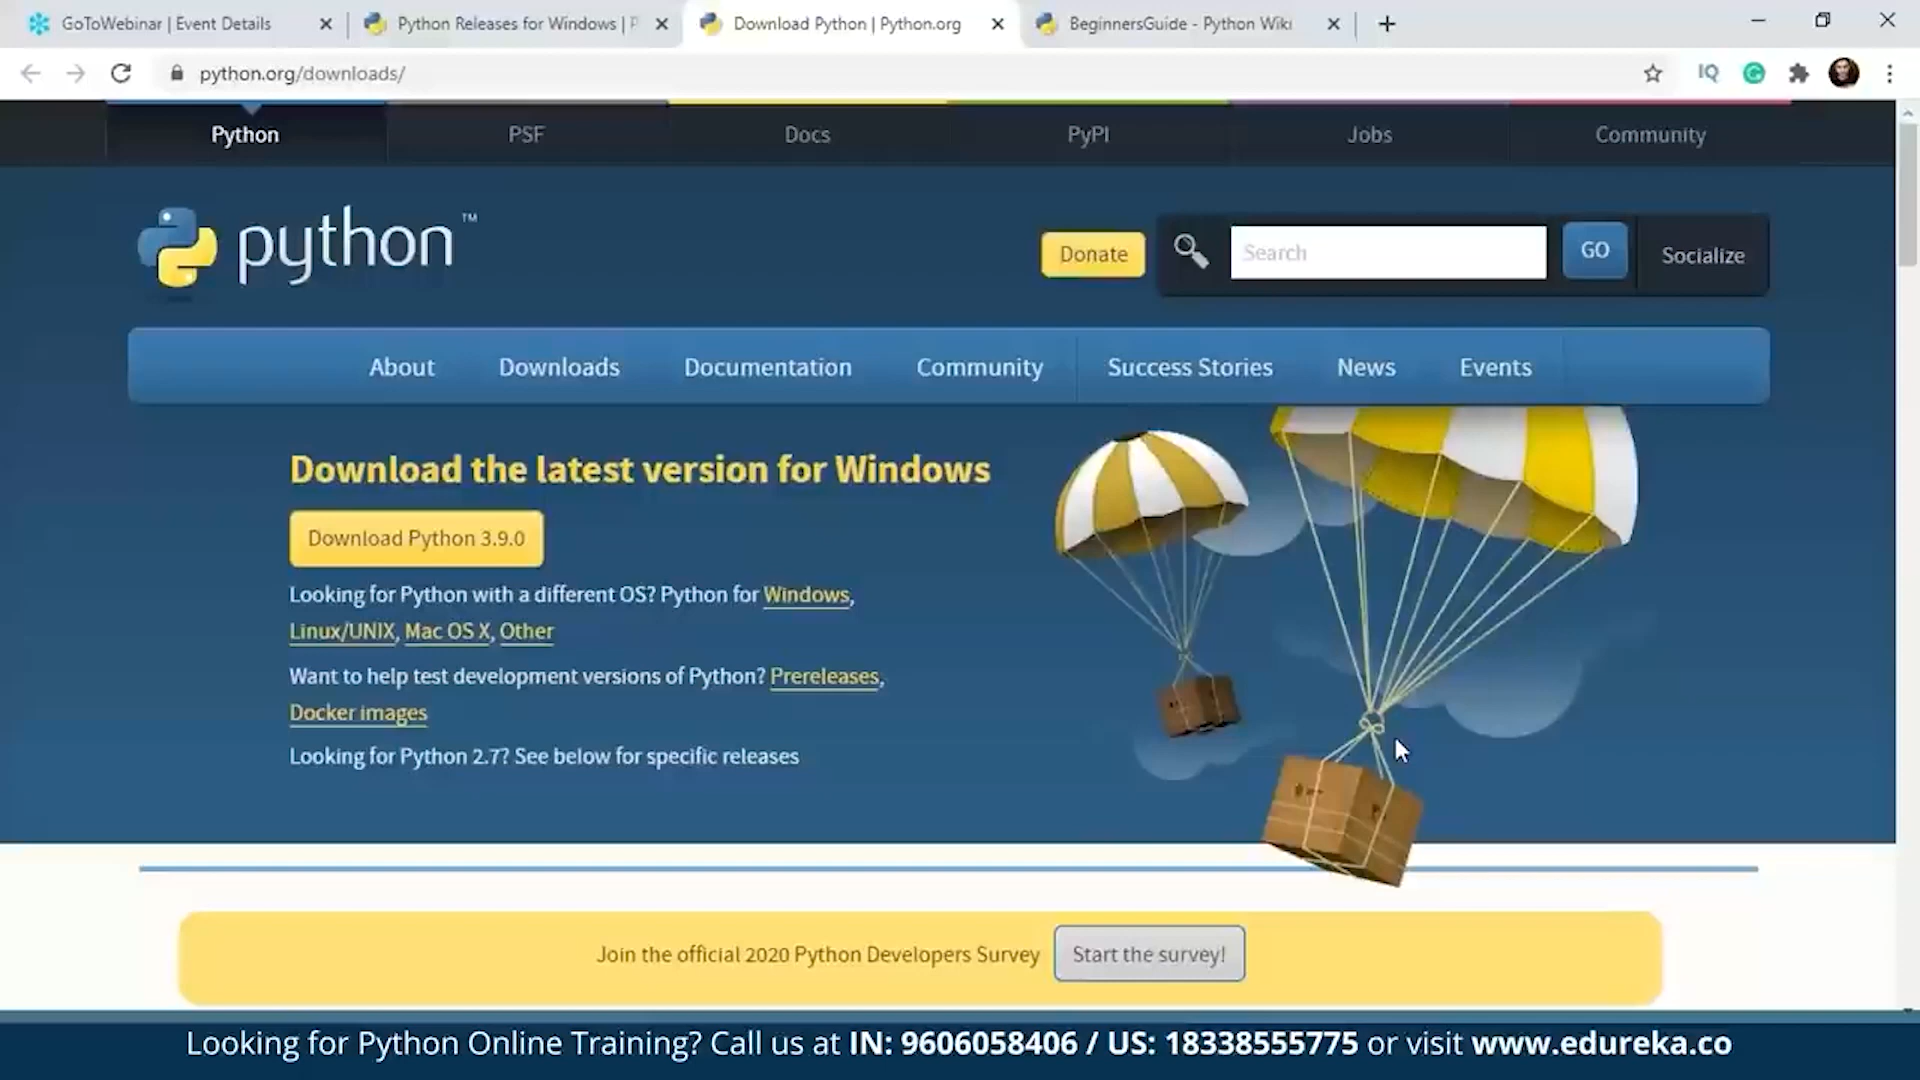 GoToWebinar | Event Details
Python Releases for Windows | P
Download Python | Python.org
BeginnersGuide - Python Wiki
python.org/downloads/
IQ
Python
PSF
Docs
PyPI
Jobs
Community
python™
Donate
Search
GO
Socialize
About
Downloads
Documentation
Community
Success Stories
News
Events
Download the latest version for Windows
Download Python 3.9.0
Looking for Python with a different OS? Python for Windows,
Linux/UNIX, Mac OS X, Other
Want to help test development versions of Python? Prereleases,
Docker images
Looking for Python 2.7? See below for specific releases
Join the official 2020 Python Developers Survey
Start the survey!
Looking for Python Online Training? Call us at IN: 9606058406 / US: 18338555775 or visit www.edureka.co